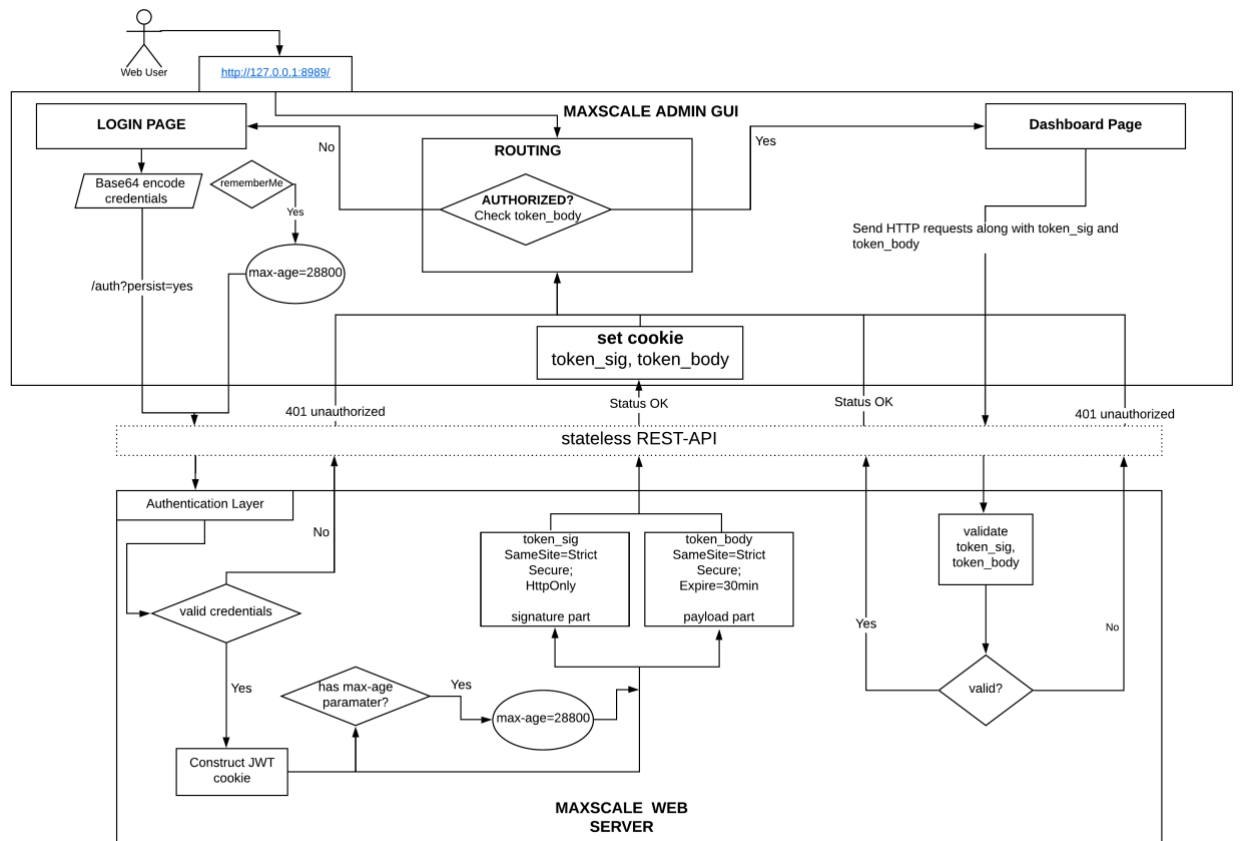 Web User
http://127.0.0.1:8989/
MAXSCALE ADMIN GUI
LOGIN PAGE
Dashboard Page
No
ROUTING
Yes
Base64 encode
credentials
rememberMe
AUTHORIZED?
Check token_body
Yes
Send HTTP requests along with token_sig and
token_body
max-age=28800
/auth?persist=yes
set cookie
token_sig, token_body
401 unauthorized
Status OK
Status OK
401 unauthorized
stateless REST-API
Authentication Layer
No
token_sig
SameSite=Strict
Secure;
HttpOnly
signature part
token_body
SameSite=Strict
Secure;
Expire=30min
payload part
validate
token_sig,
token_body
valid credentials
Yes
No
Yes
has max-age
paramater?
Yes
max-age=28800
valid?
Construct JWT
cookie
MAXSCALE WEB
SERVER